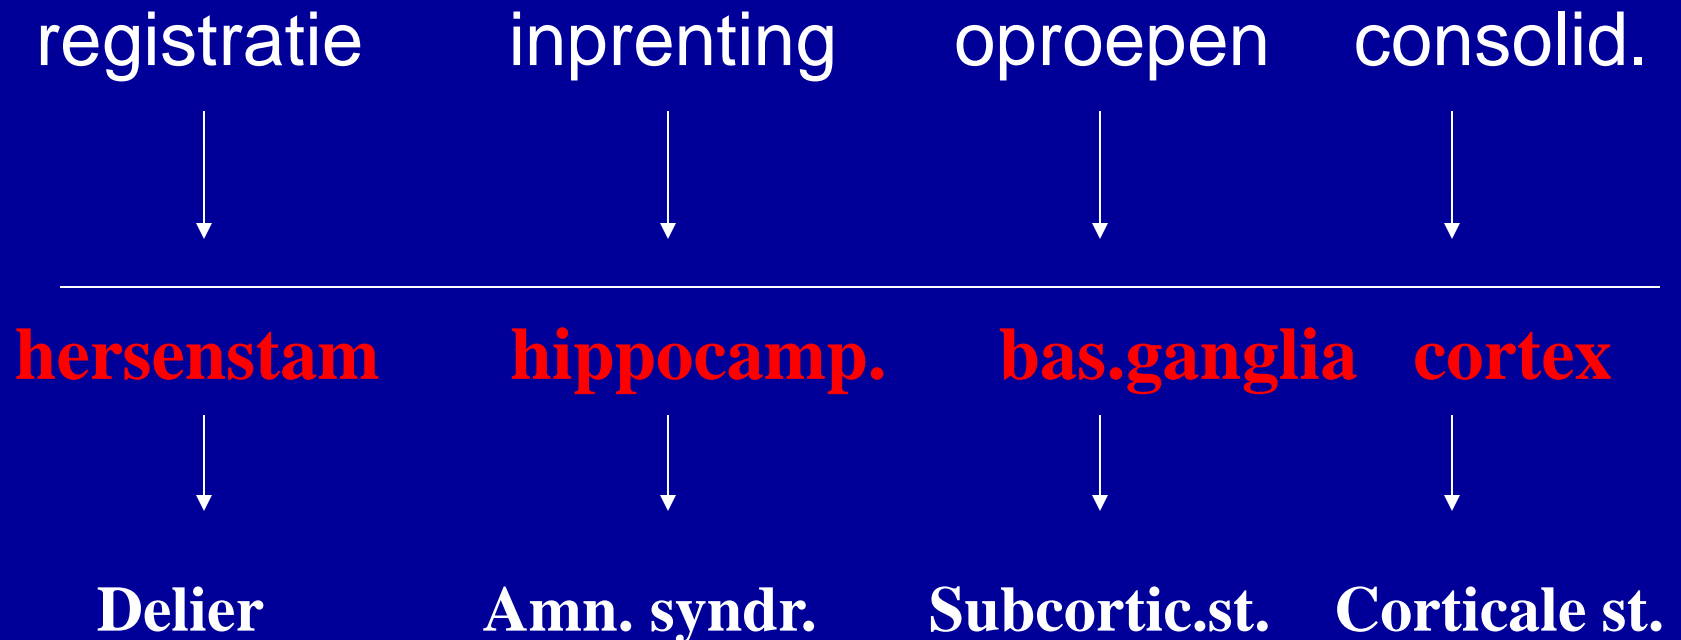 registratie inprenting oproepen consolid.
hersenstam hippocamp. bas.ganglia cortex
Delier Amn. syndr. Subcortic.st. Corticale st.